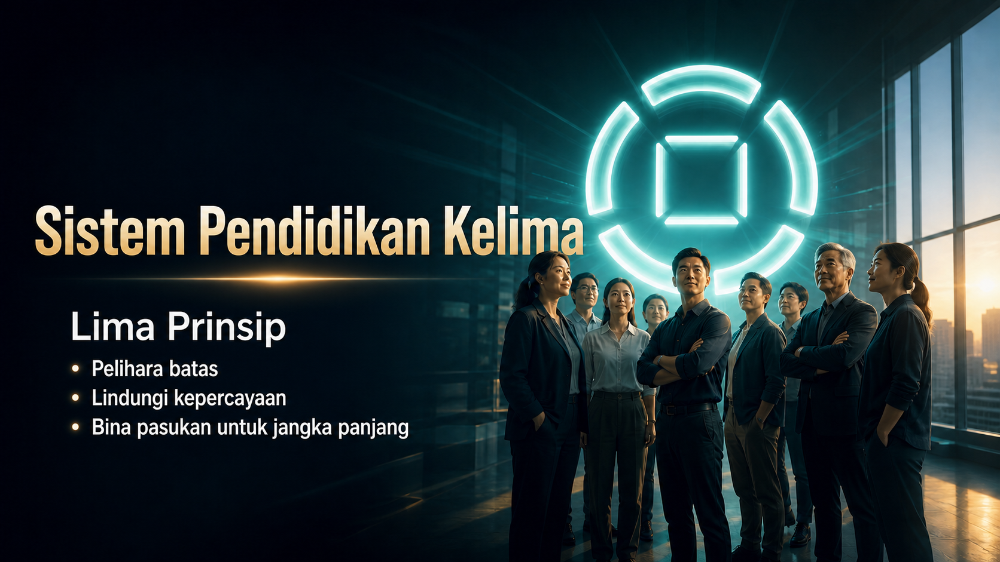 Sistem Pendidikan Kelima
Lima Prinsip
• Pelihara batas
• Lindungi kepercayaan
• Bina pasukan untuk jangka panjang